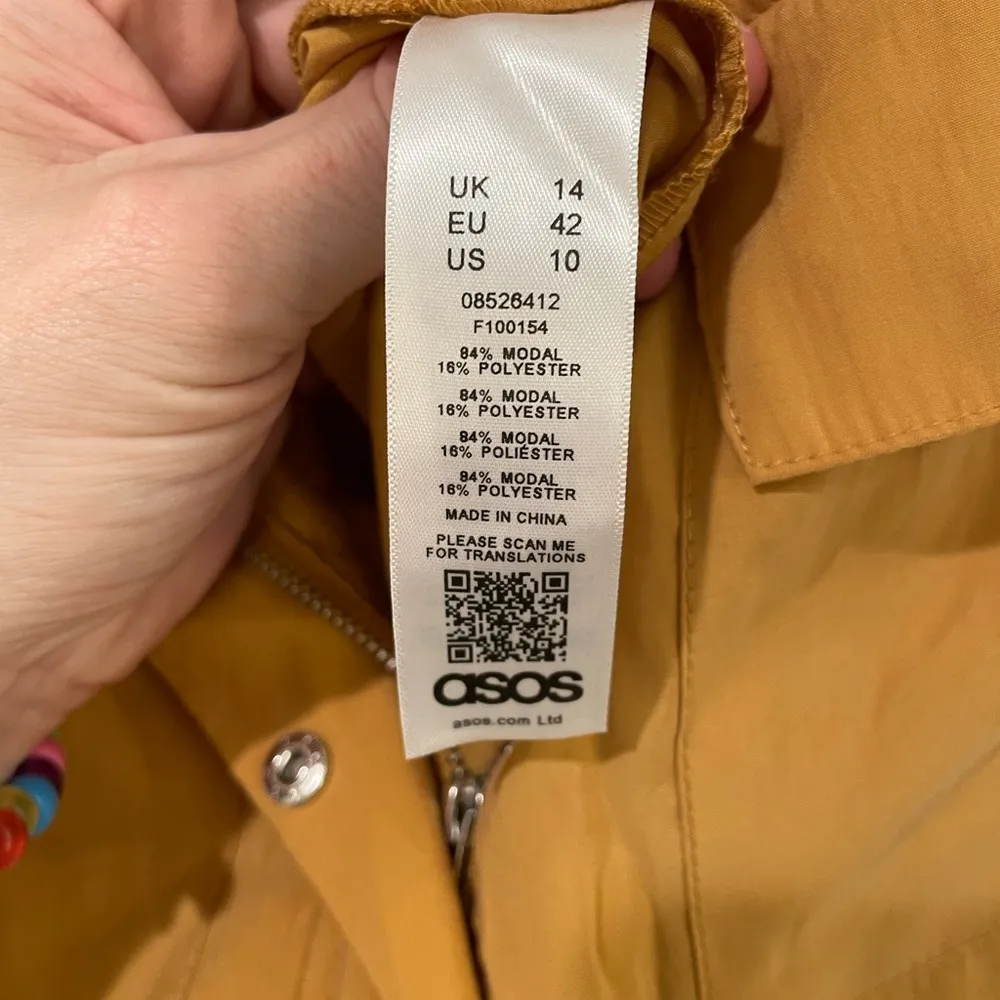 UK 14
EU 42
US 10
08526412
F100154
84% MODAL
16% POLYESTER
84% MODAL
16% POLYESTER
84% MODAL
16% POLIÉSTER
84% MODAL
16% POLYESTER
MADE IN CHINA
PLEASE SCAN ME
FOR TRANSLATIONS
asos
asos.com Ltd